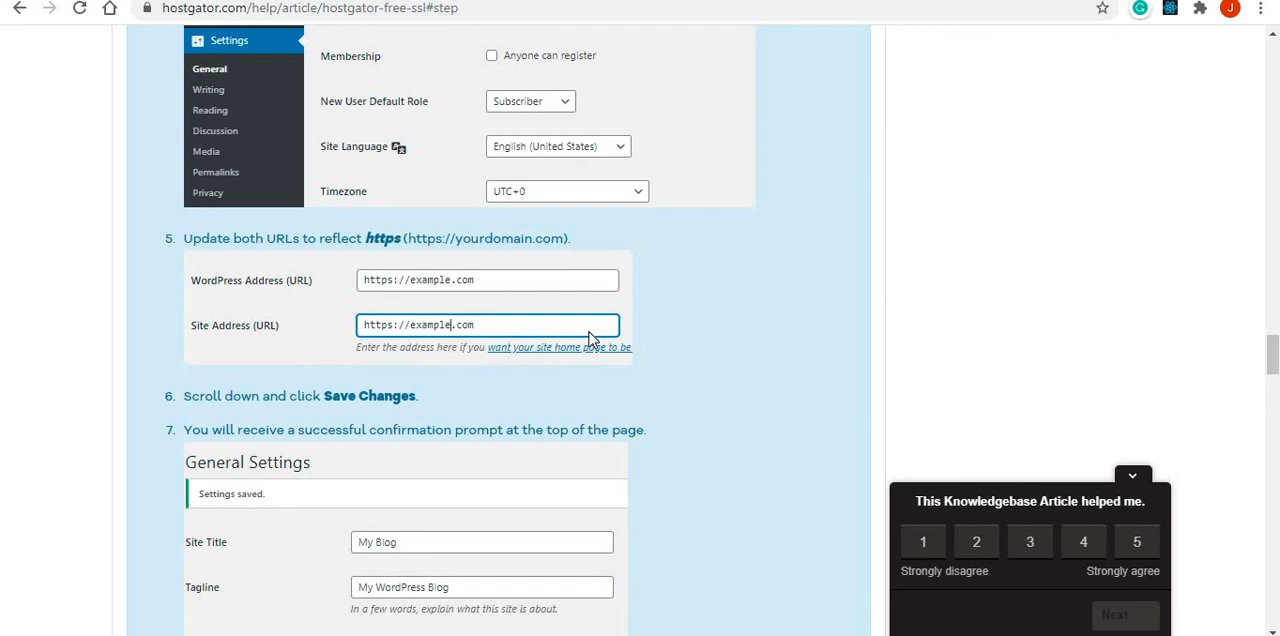 hostgator.com/help/article/hostgator-free-ssl#step
J
Settings
General
Writing
Reading
Discussion
Media
Permalinks
Privacy
Membership
Anyone can register
New User Default Role
Subscriber
Site Language
English (United States)
Timezone
UTC+0
5. Update both URLs to reflect https (https://yourdomain.com).
WordPress Address (URL)
https://example.com
Site Address (URL)
https://example.com
Enter the address here if you want your site home page to be
6. Scroll down and click Save Changes.
7. You will receive a successful confirmation prompt at the top of the page.
General Settings
Settings saved.
Site Title
My Blog
Tagline
My WordPress Blog
In a few words, explain what this site is about.
This Knowledgebase Article helped me.
1 2 3 4 5
Strongly disagree Strongly agree
Next